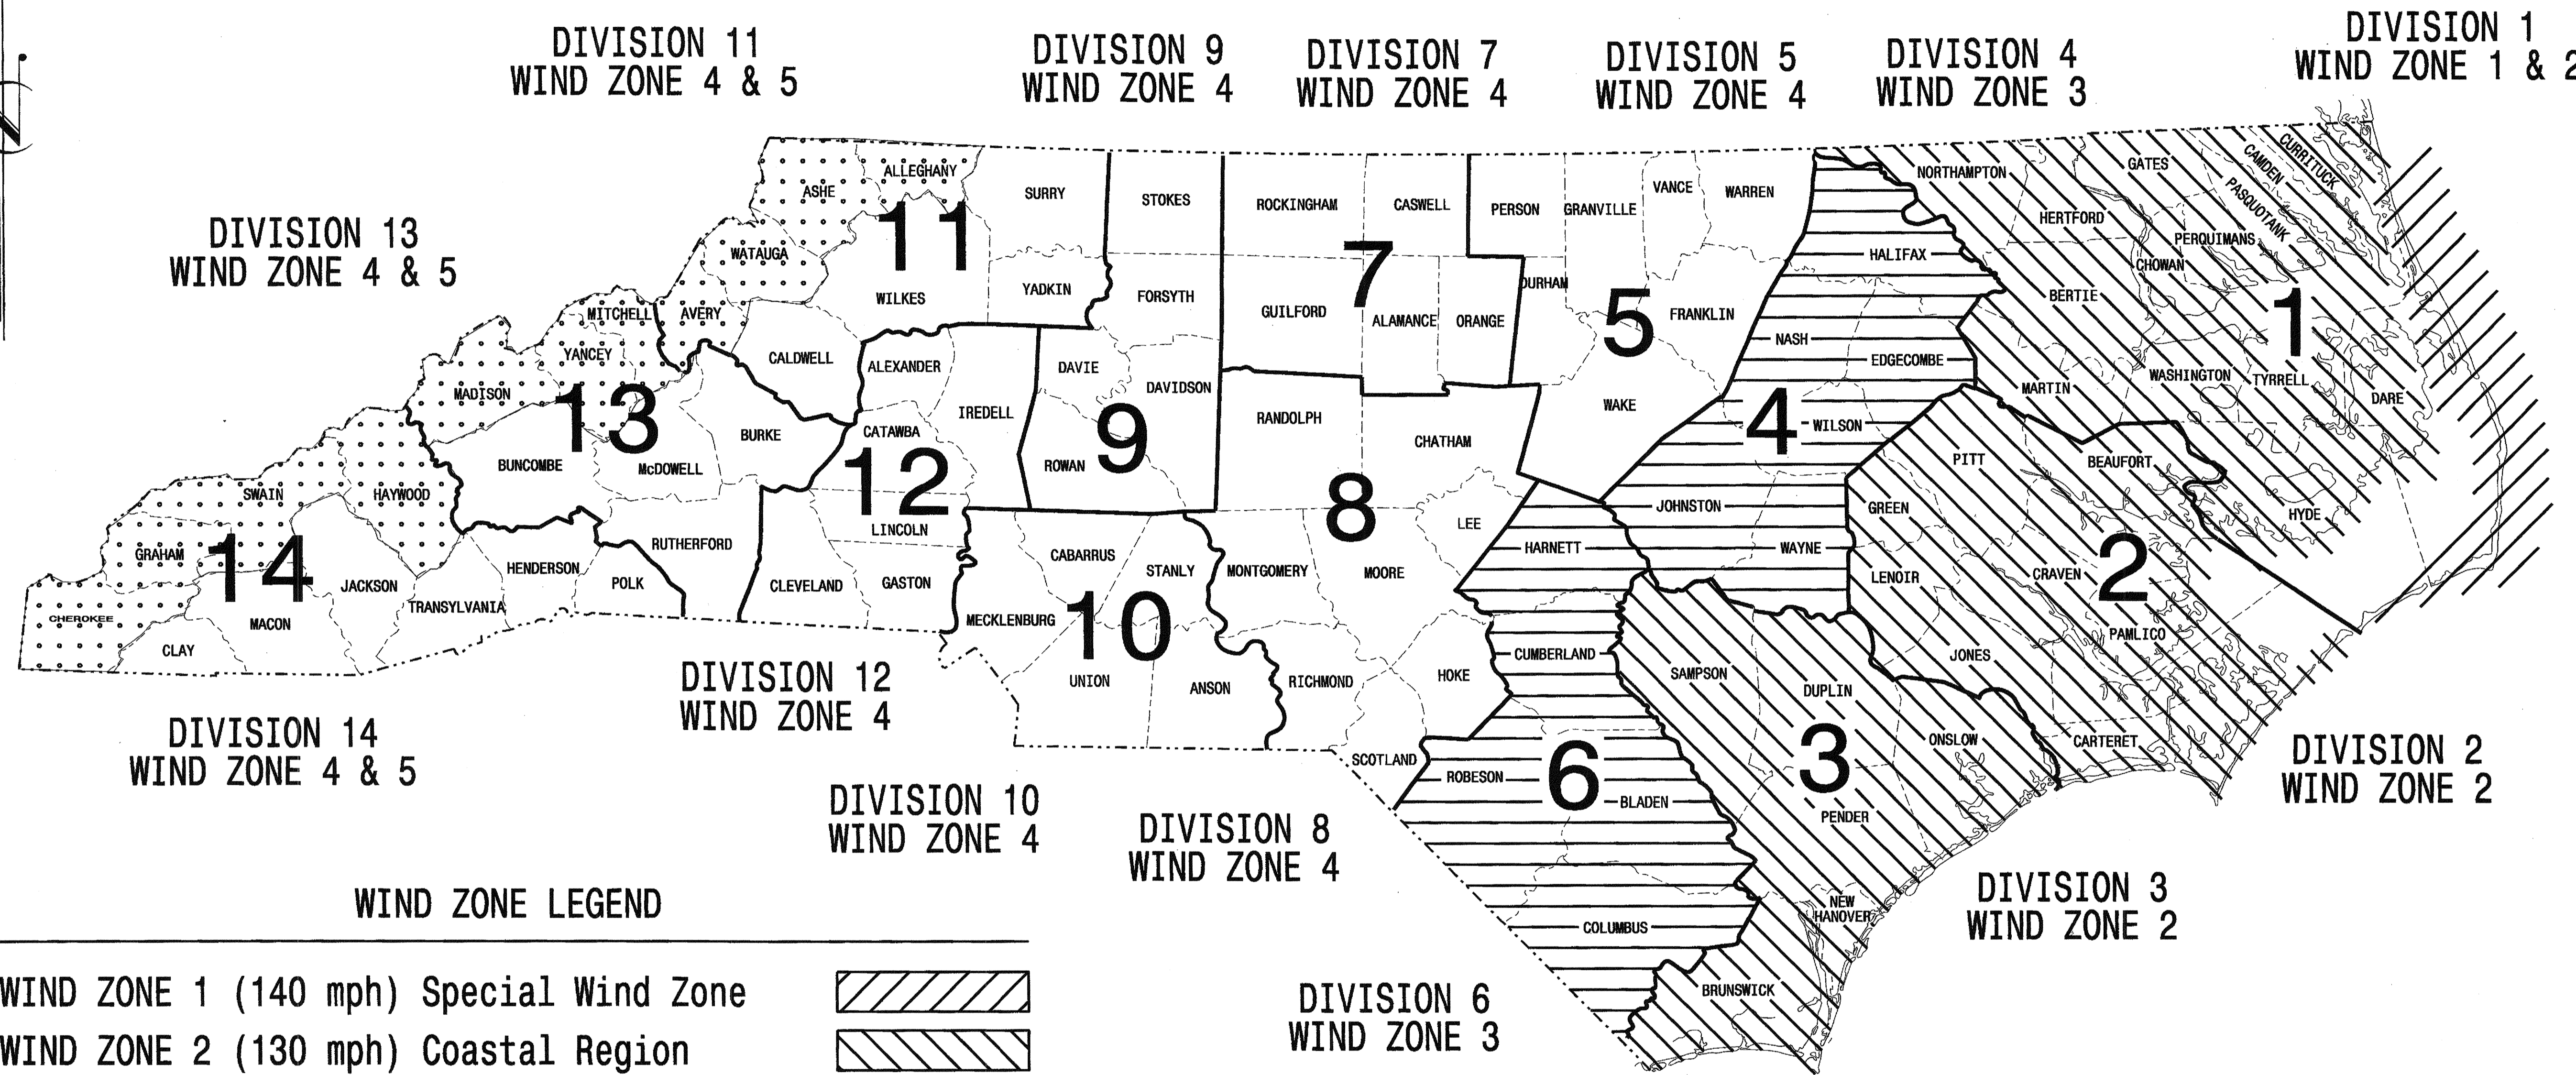 DIVISION 11
WIND ZONE 4 & 5
DIVISION 9
WIND ZONE 4
DIVISION 7
WIND ZONE 4
DIVISION 5
WIND ZONE 4
DIVISION 4
WIND ZONE 3
DIVISION 1
WIND ZONE 1 & 2
DIVISION 13
WIND ZONE 4 & 5
ASHE
ALLEGHANY
SURRY
STOKES
ROCKINGHAM
CASWELL
PERSON
GRANVILLE
VANCE
WARREN
NORTHAMPTON
GATES
CAMDEN
CURRITUCK
PASQUOTANK
HERTFORD
PERQUIMANS
CHOWAN
BERTIE
HALIFAX
11
7
5
1
WATAUGA
WILKES
YADKIN
FORSYTH
GUILFORD
ALAMANCE
ORANGE
DURHAM
FRANKLIN
NASH
EDGECOMBE
MARTIN
WASHINGTON
TYRRELL
DARE
MITCHELL
AVERY
YANCEY
CALDWELL
ALEXANDER
DAVIE
DAVIDSON
MADISON
13
BURKE
CATAWBA
IREDELL
9
ROWAN
RANDOLPH
CHATHAM
WAKE
4
WILSON
PITT
BEAUFORT
HYDE
BUNCOMBE
McDOWELL
12
LINCOLN
8
LEE
JOHNSTON
GREEN
SWAIN
HAYWOOD
GRAHAM
14
JACKSON
HENDERSON
RUTHERFORD
POLK
CLEVELAND
GASTON
CABARRUS
STANLY
MONTGOMERY
MOORE
HARNETT
WAYNE
LENOIR
CRAVEN
2
PAMLICO
CHEROKEE
MACON
CLAY
TRANSYLVANIA
MECKLENBURG
10
UNION
ANSON
RICHMOND
HOKE
CUMBERLAND
SAMPSON
DUPLIN
JONES
SCOTLAND
ROBESON
6
BLADEN
3
PENDER
ONSLOW
CARTERET
COLUMBUS
NEW
HANOVER
BRUNSWICK
DIVISION 12
WIND ZONE 4
DIVISION 14
WIND ZONE 4 & 5
DIVISION 10
WIND ZONE 4
DIVISION 8
WIND ZONE 4
DIVISION 2
WIND ZONE 2
DIVISION 3
WIND ZONE 2
DIVISION 6
WIND ZONE 3
WIND ZONE LEGEND
WIND ZONE 1 (140 mph) Special Wind Zone
WIND ZONE 2 (130 mph) Coastal Region